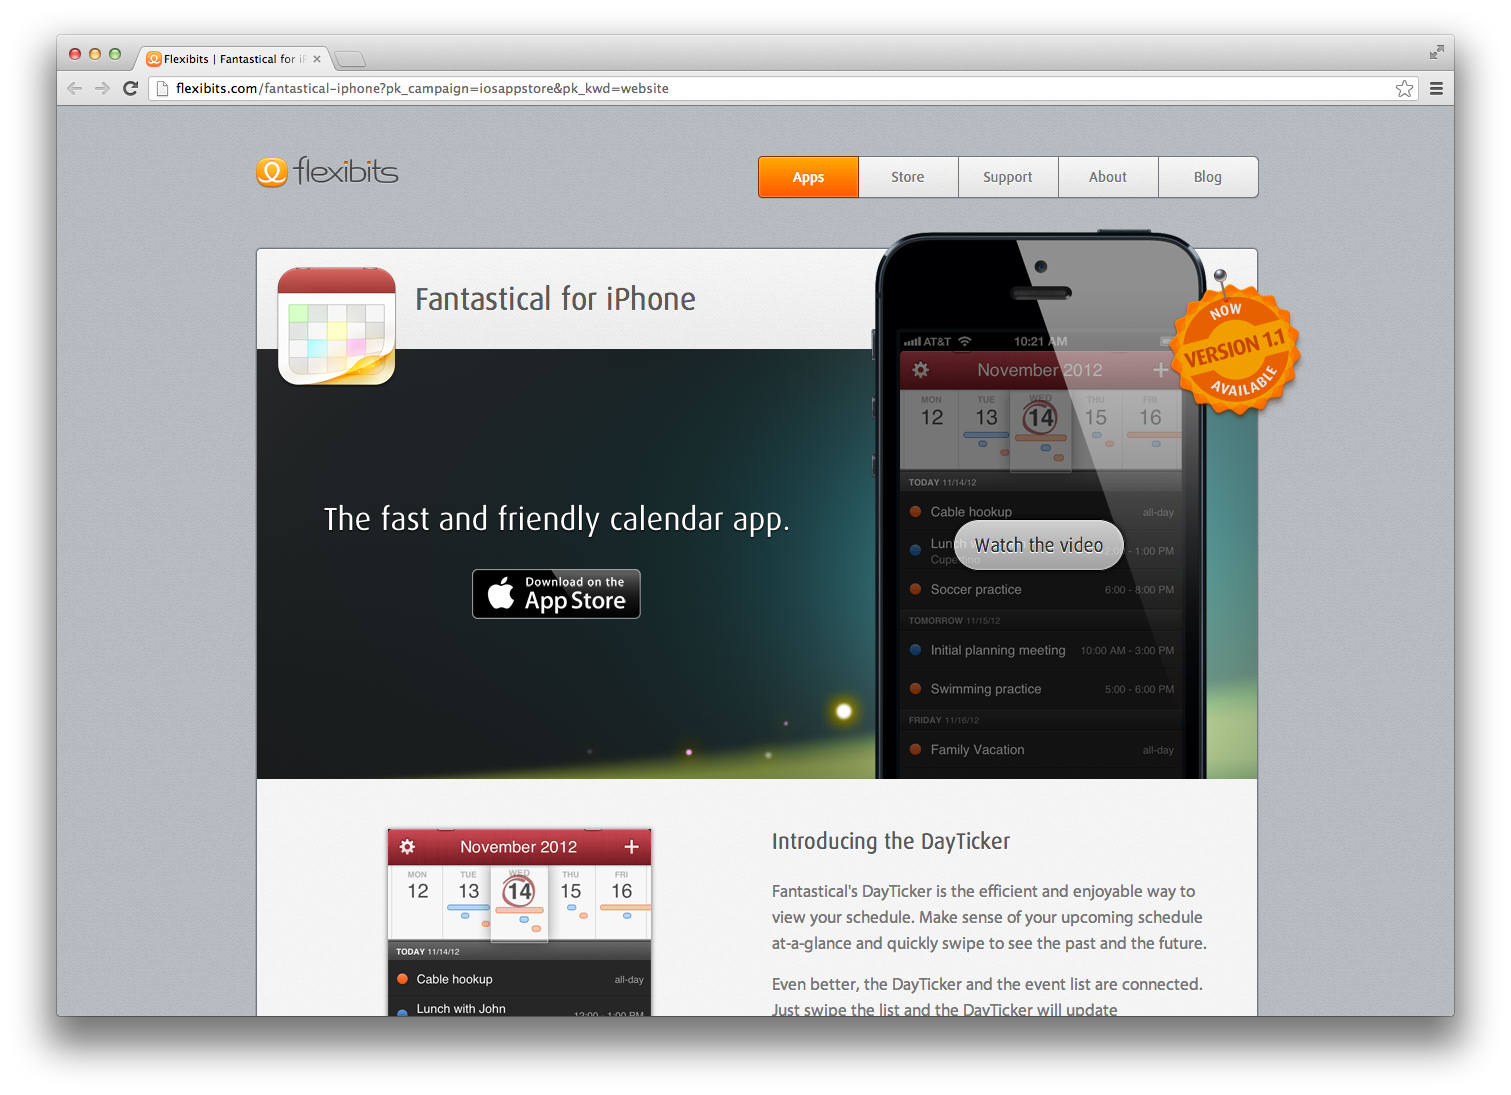 Flexibits | Fantastical for iP
flexibits.com/fantastical-iphone?pk_campaign=iosappstore&pk_kwd=website
flexibits
Apps
Store
Support
About
Blog
Fantastical for iPhone
The fast and friendly calendar app.
Download on the
App Store
AT&T
10:21 AM
November 2012
MON
TUE
WED
THU
FRI
12
13
14
15
16
TODAY 11/14/12
Cable hookup
all-day
Lunch
- 1:00 PM
Watch the video
Soccer practice
6:00 - 8:00 PM
TOMORROW 11/15/12
Initial planning meeting
10:00 AM - 3:00 PM
Swimming practice
5:00 - 6:00 PM
FRIDAY 11/16/12
Family Vacation
all-day
NOW
VERSION 1.1
AVAILABLE
November 2012
MON
TUE
WED
THU
FRI
12
13
14
15
16
TODAY 11/14/12
Cable hookup
all-day
Lunch with John
12:00 - 1:00 PM
Introducing the DayTicker
Fantastical's DayTicker is the efficient and enjoyable way to
view your schedule. Make sense of your upcoming schedule
at-a-glance and quickly swipe to see the past and the future.
Even better, the DayTicker and the event list are connected.
Just swipe the list and the DayTicker will update